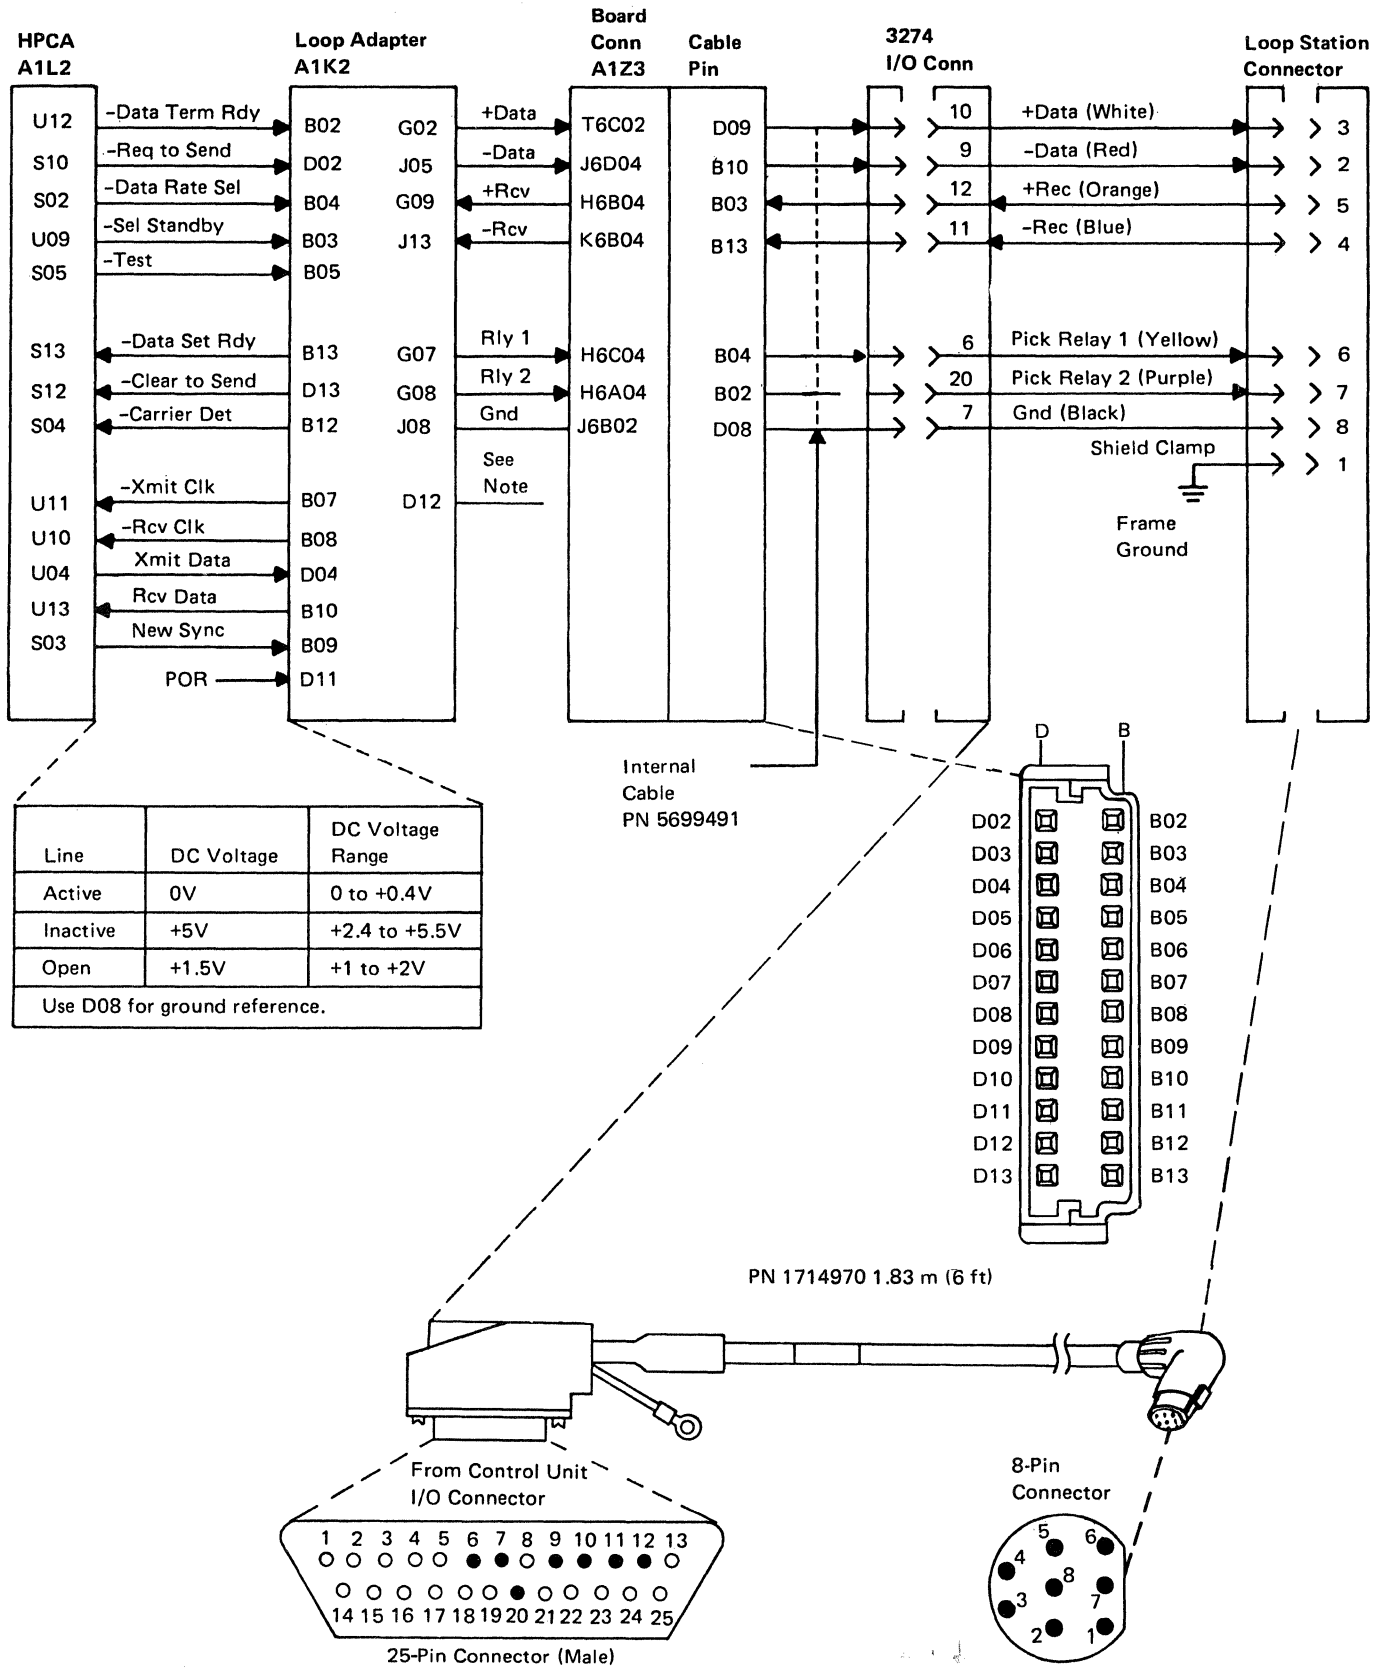 HPCA
A1L2
Loop Adapter
A1K2
Board
Conn
A1Z3
Cable
Pin
3274
I/O Conn
Loop Station
Connector
U12 –Data Term Rdy B02 G02 +Data T6C02 D09 10 +Data (White) 3
S10 –Req to Send D02 J05 –Data J6D04 B10 9 –Data (Red) 2
S02 –Data Rate Sel B04 G09 +Rcv H6B04 B03 12 +Rec (Orange) 5
U09 –Sel Standby B03 J13 –Rcv K6B04 B13 11 –Rec (Blue) 4
S05 –Test B05
S13 –Data Set Rdy B13 G07 Rly 1 H6C04 B04 6 Pick Relay 1 (Yellow) 6
S12 –Clear to Send D13 G08 Rly 2 H6A04 B02 20 Pick Relay 2 (Purple) 7
S04 –Carrier Det B12 J08 Gnd J6B02 D08 7 Gnd (Black) 8
Shield Clamp 1
See
Note
U11 –Xmit Clk B07 D12
U10 –Rcv Clk B08
Frame
Ground
U04 Xmit Data D04
U13 Rcv Data B10
S03 New Sync B09
POR D11
Internal
Cable
PN 5699491
Line DC Voltage DC Voltage Range
Active 0V 0 to +0.4V
Inactive +5V +2.4 to +5.5V
Open +1.5V +1 to +2V
Use D08 for ground reference.
D B
D02 B02
D03 B03
D04 B04
D05 B05
D06 B06
D07 B07
D08 B08
D09 B09
D10 B10
D11 B11
D12 B12
D13 B13
PN 1714970 1.83 m (6 ft)
From Control Unit
I/O Connector
1 2 3 4 5 6 7 8 9 10 11 12 13
14 15 16 17 18 19 20 21 22 23 24 25
25-Pin Connector (Male)
8-Pin
Connector
5 6
4 8
3 7
2 1